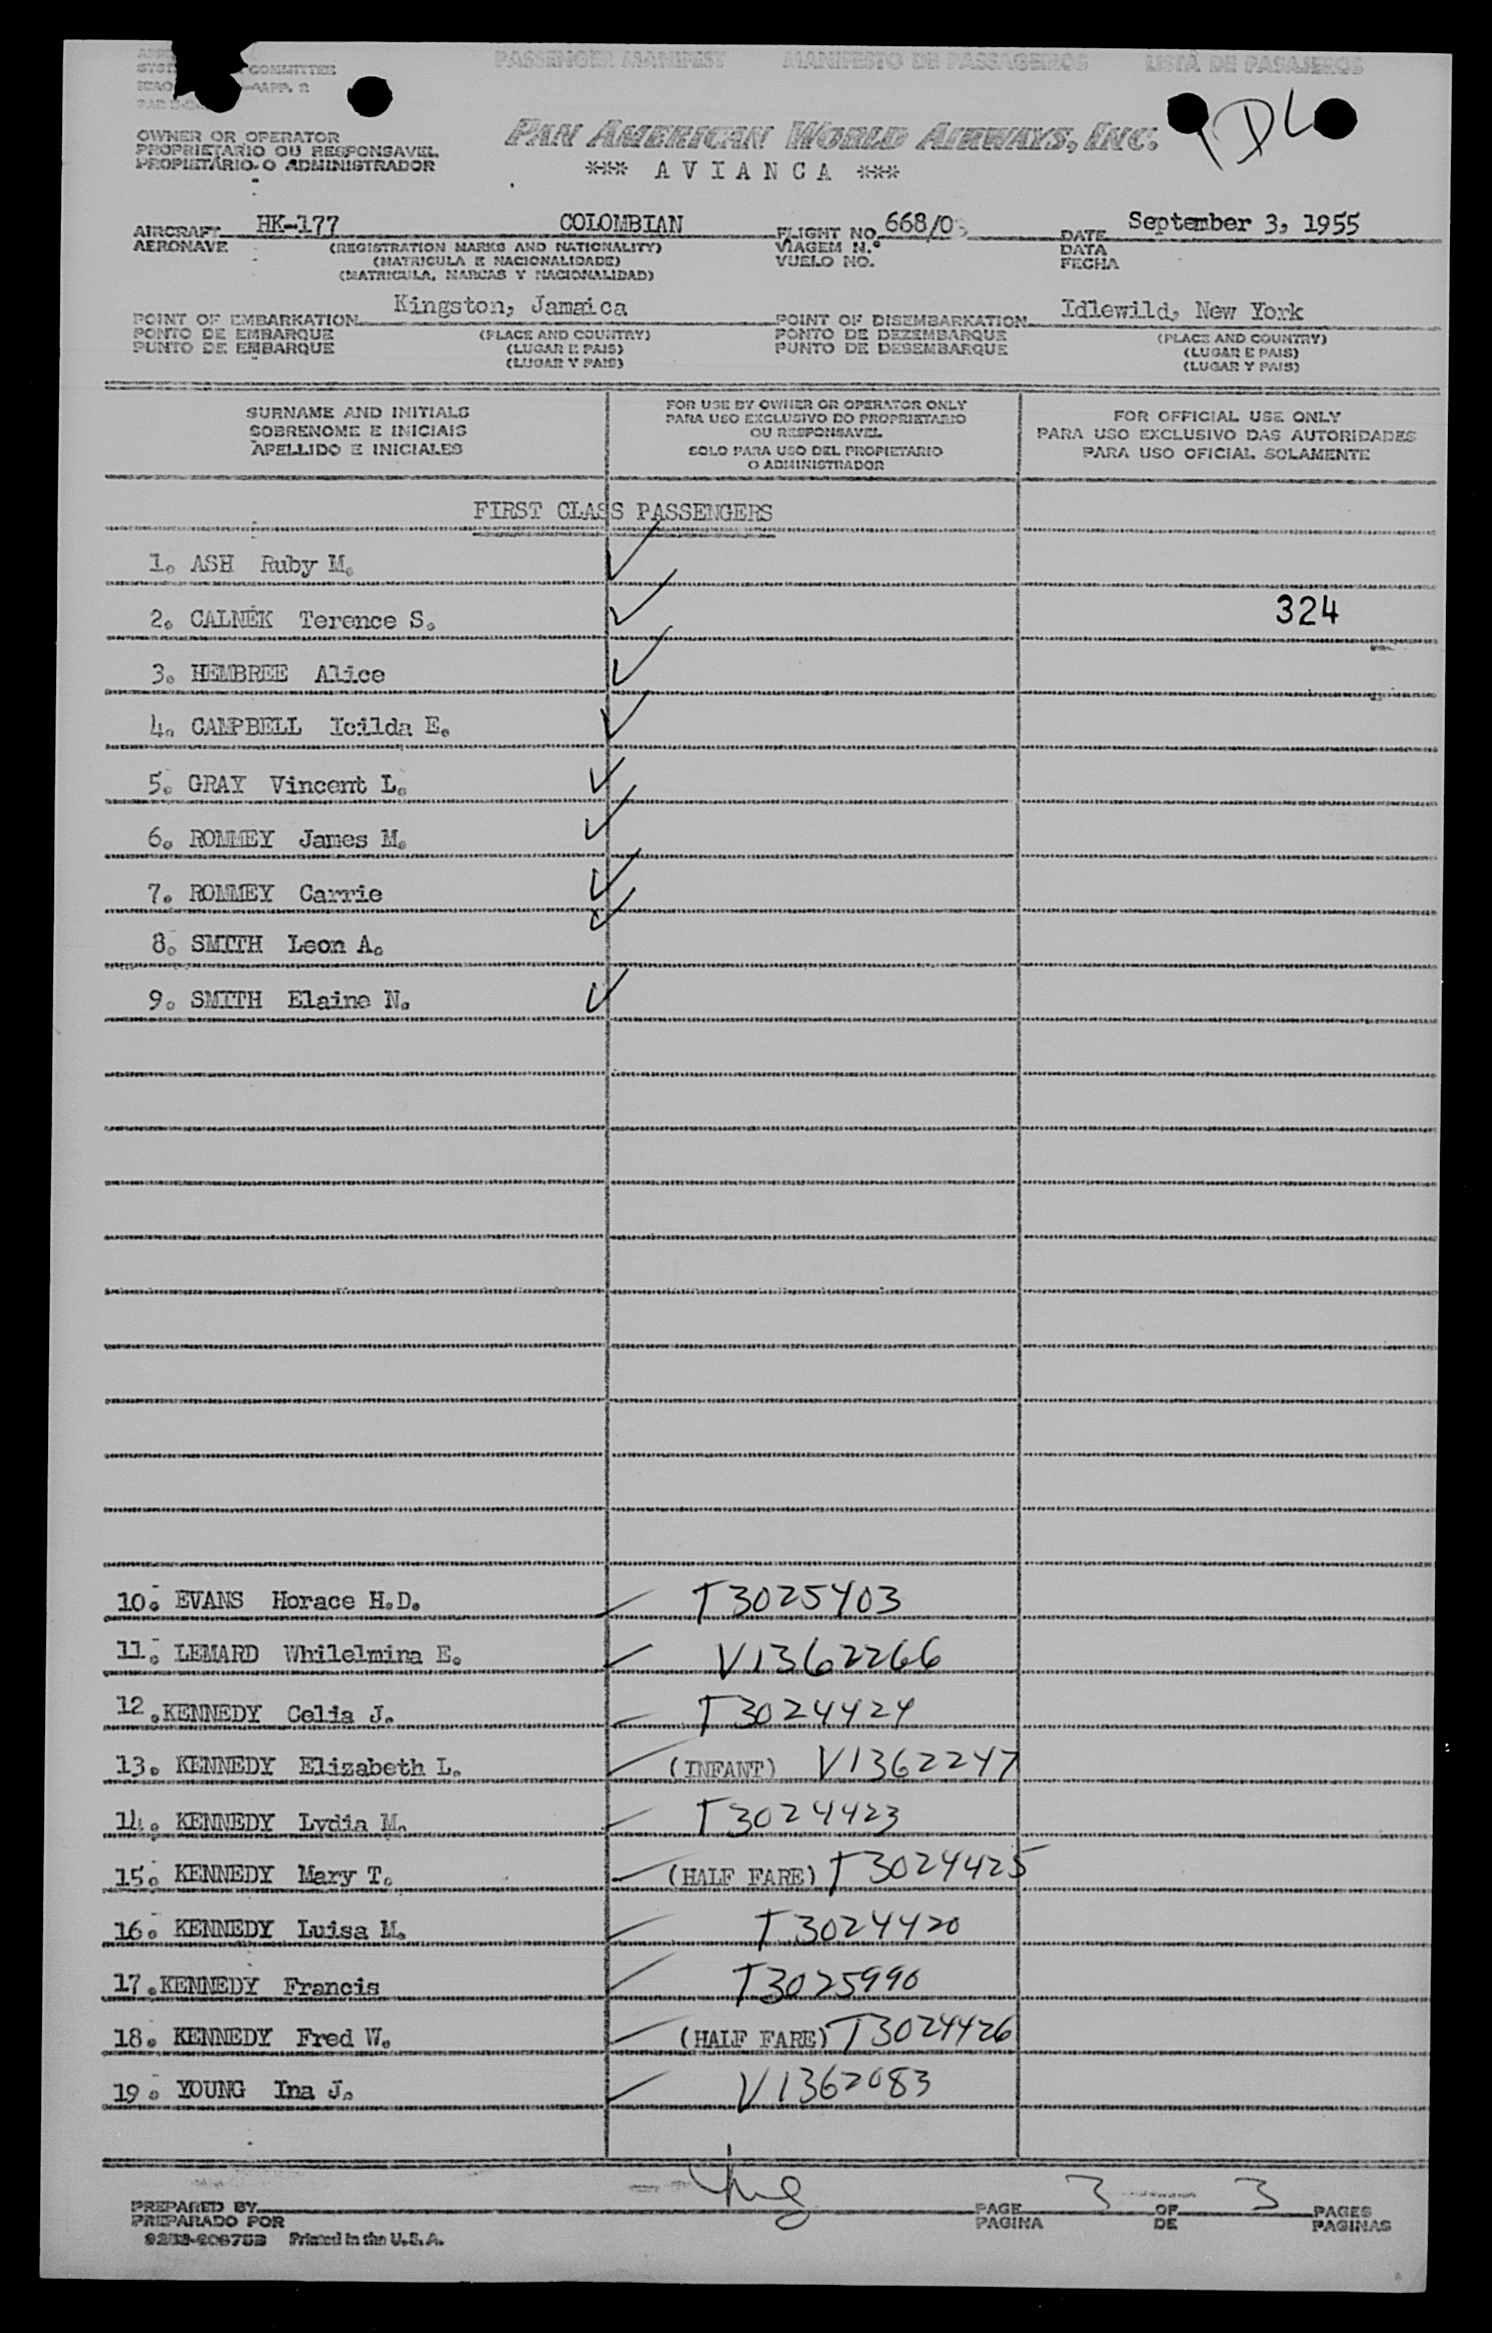 COMMITTEE
PASSENGER MANIFEST MANIFESTO DE PASSAGEIROS LISTA DE PASAJEROS
OWNER OR OPERATOR
PROPRIETARIO OU RESPONSAVEL
PROPIETARIO O ADMINISTRADOR
PAN AMERICAN WORLD AIRWAYS, INC.
*** A V I A N C A ***
AIRCRAFT HK-177 COLOMBIAN FLIGHT NO. 668/0 DATE September 3, 1955
AERONAVE (REGISTRATION MARKS AND NATIONALITY) VIAGEM N.º DATA
(MATRICULA E NACIONALIDADE) VUELO NO. FECHA
(MATRICULA, MARCAS Y NACIONALIDAD)
POINT OF EMBARKATION Kingston, Jamaica POINT OF DISEMBARKATION Idlewild, New York
PONTO DE EMBARQUE (PLACE AND COUNTRY) PONTO DE DEZEMBARQUE (PLACE AND COUNTRY)
PUNTO DE EMBARQUE (LUGAR E PAIS) PUNTO DE DESEMBARQUE (LUGAR E PAIS)
(LUGAR Y PAIS) (LUGAR Y PAIS)
SURNAME AND INITIALS
SOBRENOME E INICIAIS
APELLIDO E INICIALES
FOR USE BY OWNER OR OPERATOR ONLY
PARA USO EXCLUSIVO DO PROPRIETARIO
OU RESPONSAVEL
SOLO PARA USO DEL PROPIETARIO
O ADMINISTRADOR
FOR OFFICIAL USE ONLY
PARA USO EXCLUSIVO DAS AUTORIDADES
PARA USO OFICIAL SOLAMENTE
FIRST CLASS PASSENGERS
1. ASH Ruby M. ✓
2. CALNEK Terence S. ✓ 324
3. HEMBREE Alice ✓
4. CAMPBELL Icilda E. ✓
5. GRAY Vincent L. ✓
6. ROMMEY James M. ✓
7. ROMMEY Carrie ✓
8. SMITH Leon A. ✓
9. SMITH Elaine N. ✓
10. EVANS Horace H.D. T3025403
11. LEMARD Whilelmina E. V1362266
12. KENNEDY Celia J. T3024424
13. KENNEDY Elizabeth L. (INFANT) V1362247
14. KENNEDY Lydia M. T3024423
15. KENNEDY Mary T. (HALF FARE) T3024425
16. KENNEDY Luisa M. T3024420
17. KENNEDY Francis T3025990
18. KENNEDY Fred W. (HALF FARE) T3024426
19. YOUNG Ina J. V1362083
PREPARED BY PAGE 3 OF 3 PAGES
PREPARADO POR PAGINA DE PAGINAS
Printed in the U.S.A.